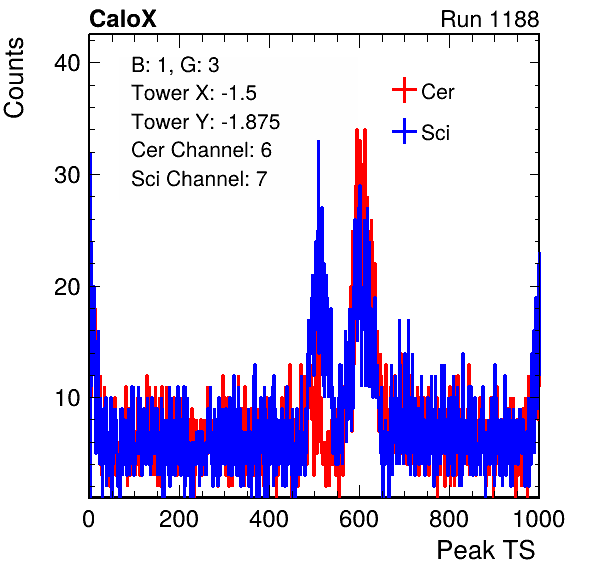 CaloX Run 1188
Counts
B: 1, G: 3
Tower X: -1.5
Tower Y: -1.875
Cer Channel: 6
Sci Channel: 7
Cer
Sci
40
30
20
10
0 200 400 600 800 1000
Peak TS